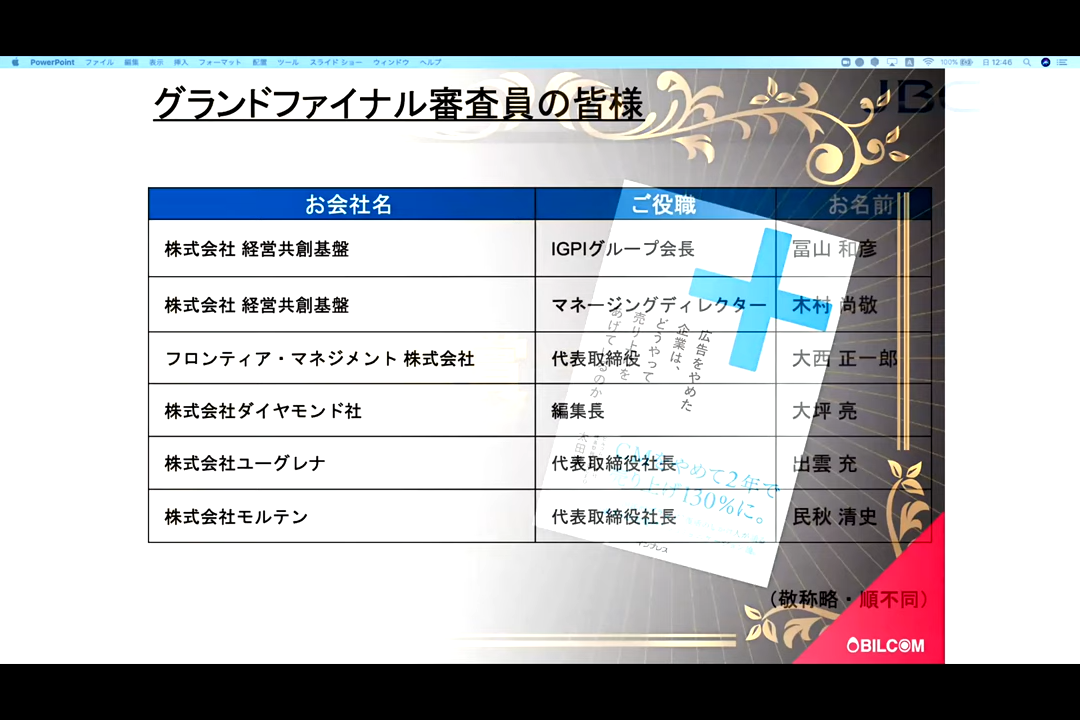 PowerPoint ファイル 編集 表示 挿入 フォーマット 配置 ツール スライド ショー ウィンドウ ヘルプ 100% 日 12:46
グランドファイナル審査員の皆様
JBC
お会社名 ご役職 お名前
株式会社 経営共創基盤 IGPIグループ会長 冨山 和彦
株式会社 経営共創基盤 マネージングディレクター 木村 尚敬
フロンティア・マネジメント 株式会社 代表取締役 大西 正一郎
株式会社ダイヤモンド社 編集長 大坪 亮
株式会社ユーグレナ 代表取締役社長 出雲 充
株式会社モルテン 代表取締役社長 民秋 清史
広告をやめた
企業は、
どうやって
売り上げを
あげているのか
CMをやめて2年で
売り上げ130%に。
(敬称略・順不同)
BILCOM